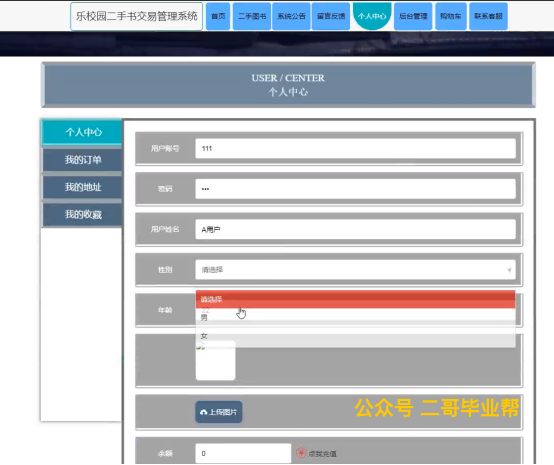 乐校园二手书交易管理系统
首页 二手图书 系统公告 留言反馈 个人中心 后台管理 购物车 联系客服
USER / CENTER
个人中心
个人中心
我的订单
我的地址
我的收藏
用户账号 111
密码 •••
用户姓名 A用户
性别 请选择
请选择
年龄
男
女
上传图片
公众号 二哥毕业帮
余额 0 点我充值